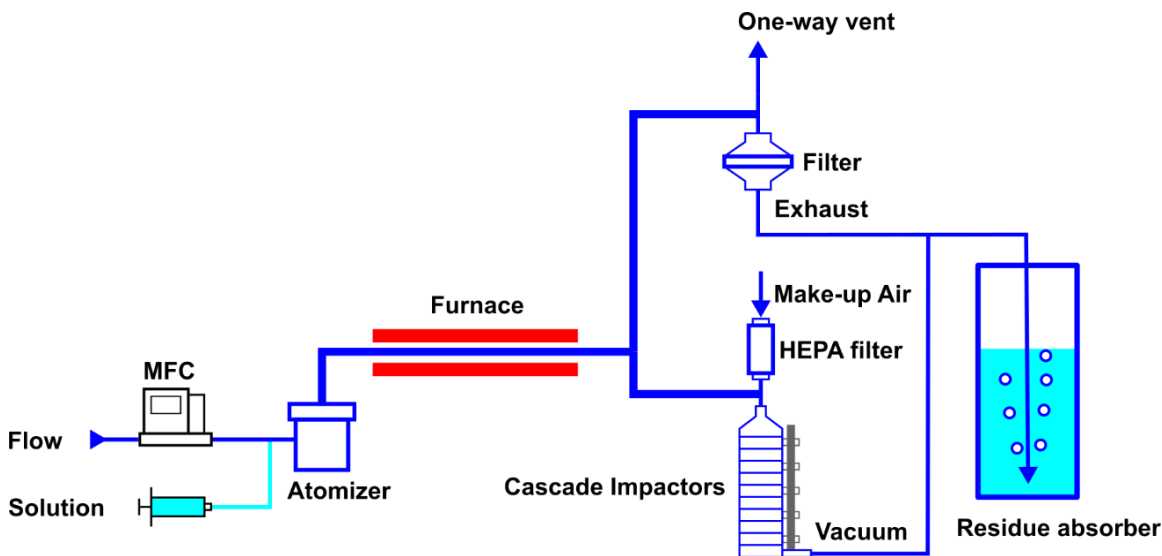 One-way vent
Filter
Exhaust
Make-up Air
Furnace
HEPA filter
MFC
Flow
Atomizer
Cascade Impactors
Solution
Vacuum
Residue absorber